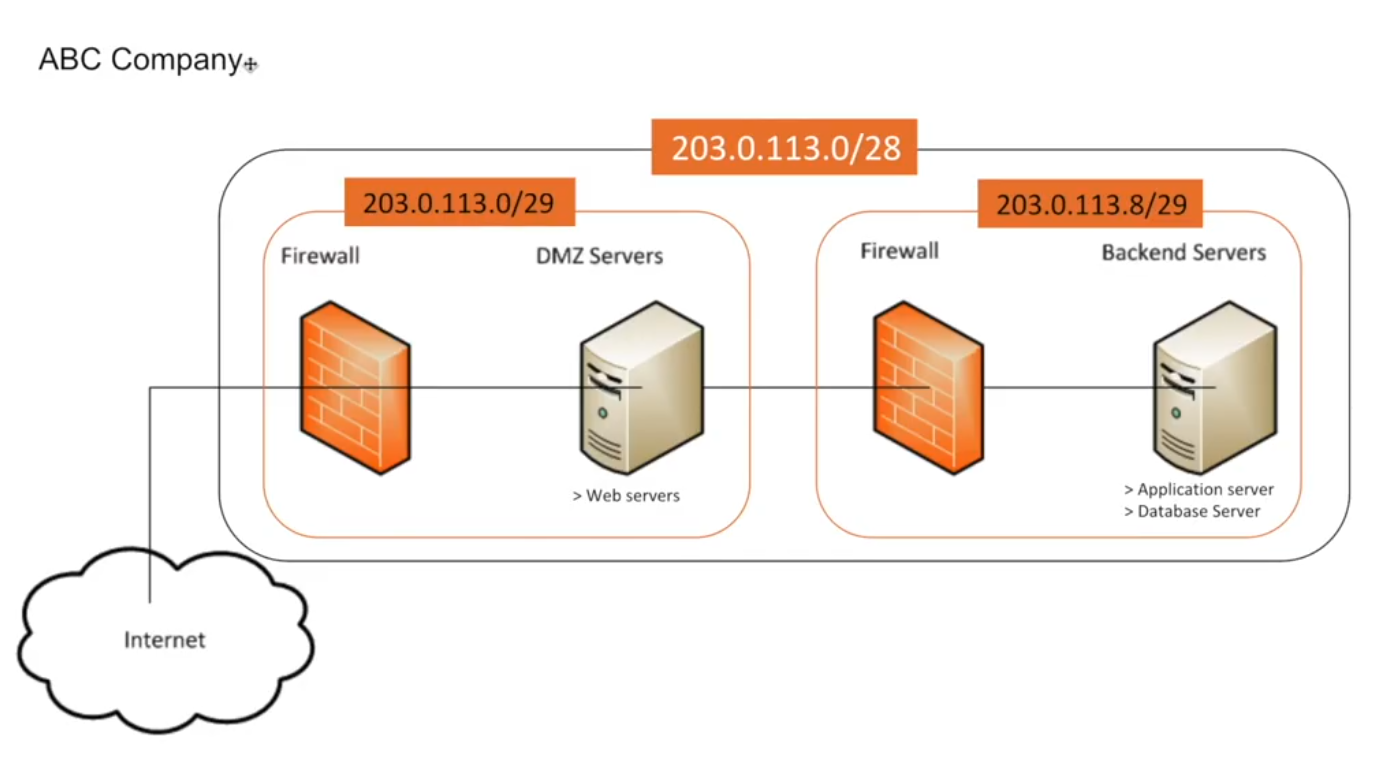 ABC Company
203.0.113.0/28
203.0.113.0/29
203.0.113.8/29
Firewall
DMZ Servers
Firewall
Backend Servers
> Web servers
> Application server
> Database Server
Internet